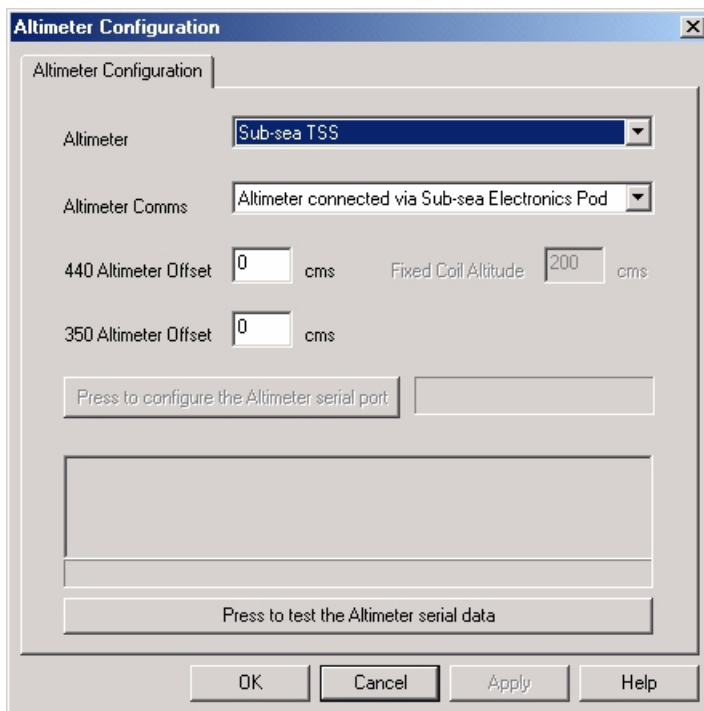 Altimeter Configuration
Altimeter Configuration
Altimeter Sub-sea TSS
Altimeter Comms Altimeter connected via Sub-sea Electronics Pod
440 Altimeter Offset 0 cms Fixed Coil Altitude 200 cms
350 Altimeter Offset 0 cms
Press to configure the Altimeter serial port
Press to test the Altimeter serial data
OK Cancel Apply Help